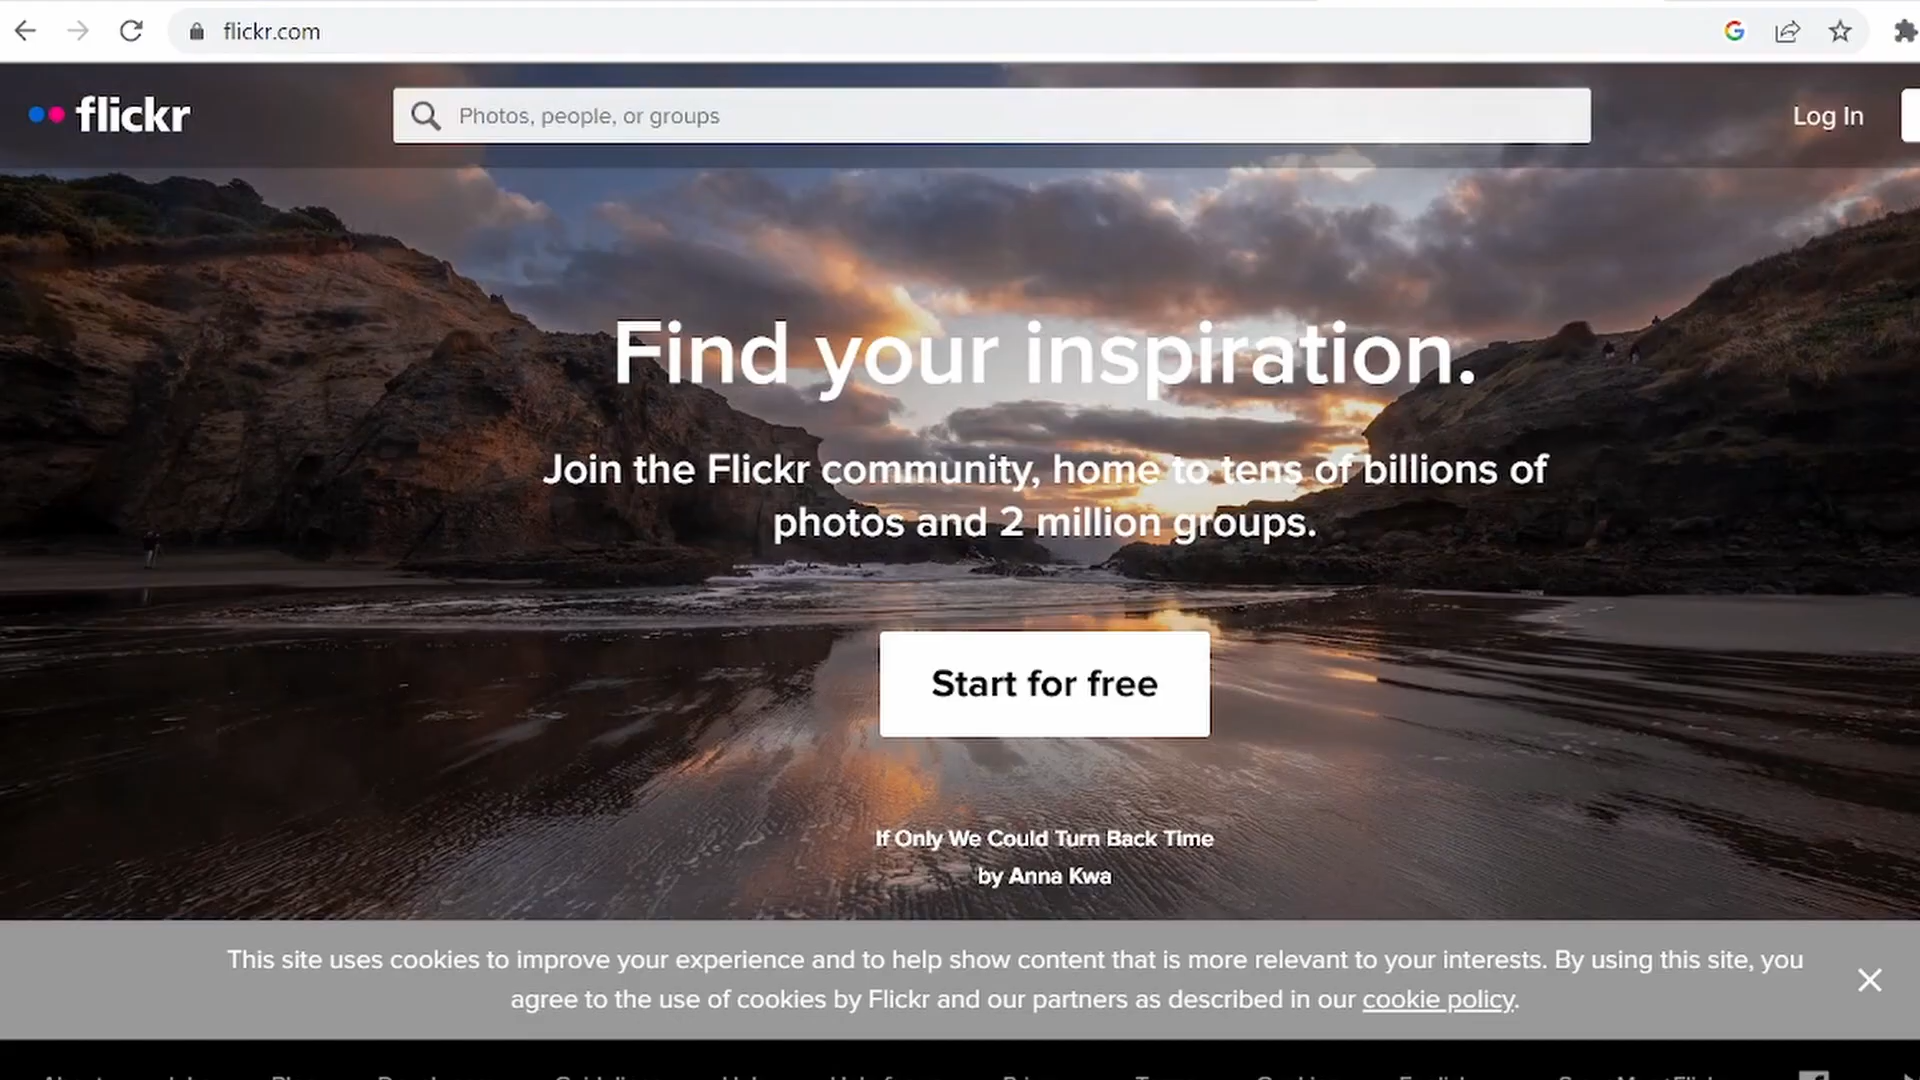 flickr.com
flickr
Photos, people, or groups
Log In
Find your inspiration.
Join the Flickr community, home to tens of billions of
photos and 2 million groups.
Start for free
If Only We Could Turn Back Time
by Anna Kwa
This site uses cookies to improve your experience and to help show content that is more relevant to your interests. By using this site, you
agree to the use of cookies by Flickr and our partners as described in our cookie policy.